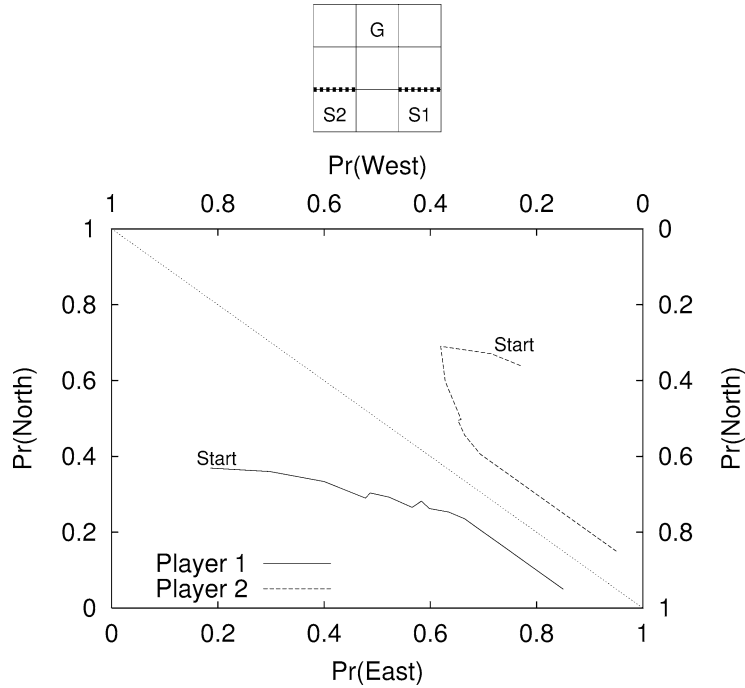 G
S2 S1
Pr(West)
1 0.8 0.6 0.4 0.2 0
1 0
0.8 0.2
Start
0.6 0.4
Pr(North) Pr(North)
Start
0.4 0.6
0.2 0.8
Player 1
Player 2
0 1
0 0.2 0.4 0.6 0.8 1
Pr(East)